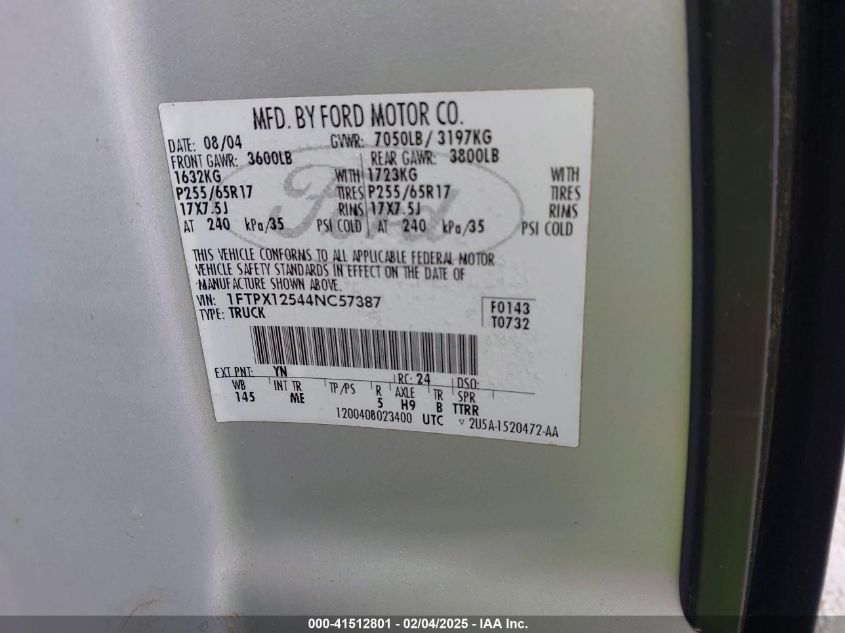 MFD. BY FORD MOTOR CO.
DATE: 08/04 GVWR: 7050LB / 3197KG
FRONT GAWR: 3600LB REAR GAWR: 3800LB
1632KG WITH 1723KG WITH
P255/65R17 TIRES P255/65R17 TIRES
17X7.5J RIMS 17X7.5J RIMS
AT 240 kPa/35 PSI COLD AT 240 kPa/35 PSI COLD
Ford
THIS VEHICLE CONFORMS TO ALL APPLICABLE FEDERAL MOTOR
VEHICLE SAFETY STANDARDS IN EFFECT ON THE DATE OF
MANUFACTURE SHOWN ABOVE.
VIN: 1FTPX12544NC57387 F0143
TYPE: TRUCK T0732
EXT PNT: YN RC: 24 DSO:
WB INT TR TP/PS R AXLE TR SPR
145 ME 5 H9 B TTRR
1200408023400 UTC ▽ 2U5A-1520472-AA
000-41512801 - 02/04/2025 - IAA Inc.